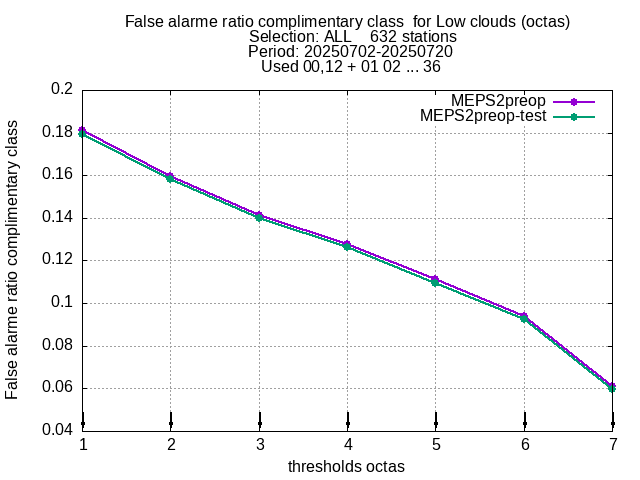 False alarme ratio complimentary class  for Low clouds (octas)
Selection: ALL    632 stations
Period: 20250702-20250720
Used 00,12 + 01 02 ... 36
MEPS2preop
MEPS2preop-test
False alarme ratio complimentary class
0.2
0.18
0.16
0.14
0.12
0.1
0.08
0.06
0.04
1 2 3 4 5 6 7
thresholds octas